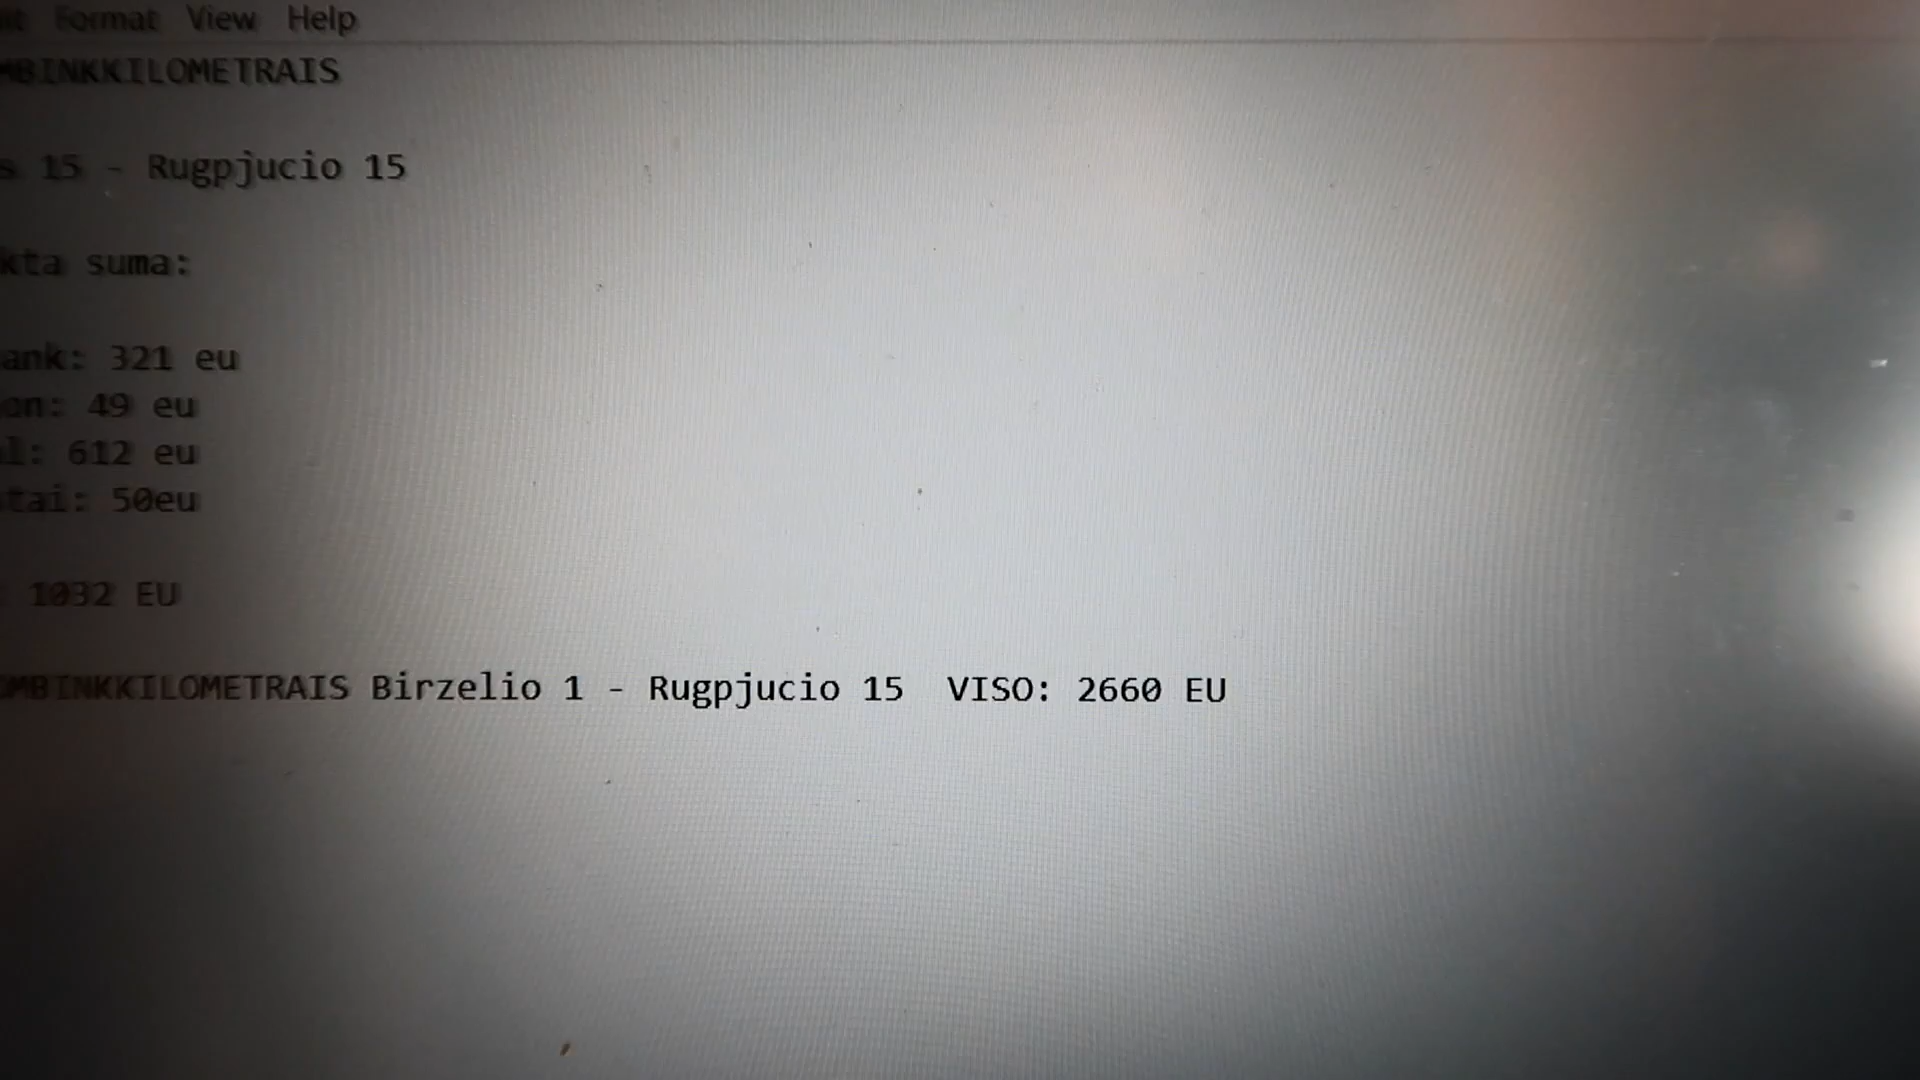 Format View Help
MBINKKILOMETRAIS
s 15 - Rugpjucio 15
kta suma:
ank: 321 eu
on: 49 eu
l: 612 eu
tai: 50eu
: 1032 EU
OMBINKKILOMETRAIS Birzelio 1 - Rugpjucio 15 VISO: 2660 EU